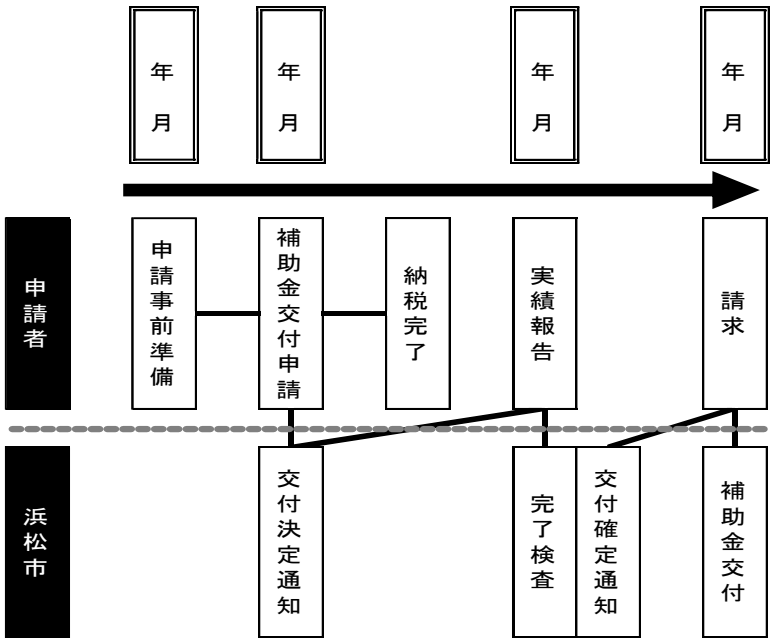 年月
年月
年月
年月
申請者
申請事前準備
補助金交付申請
納税完了
実績報告
請求
浜松市
交付決定通知
完了検査
交付確定通知
補助金交付